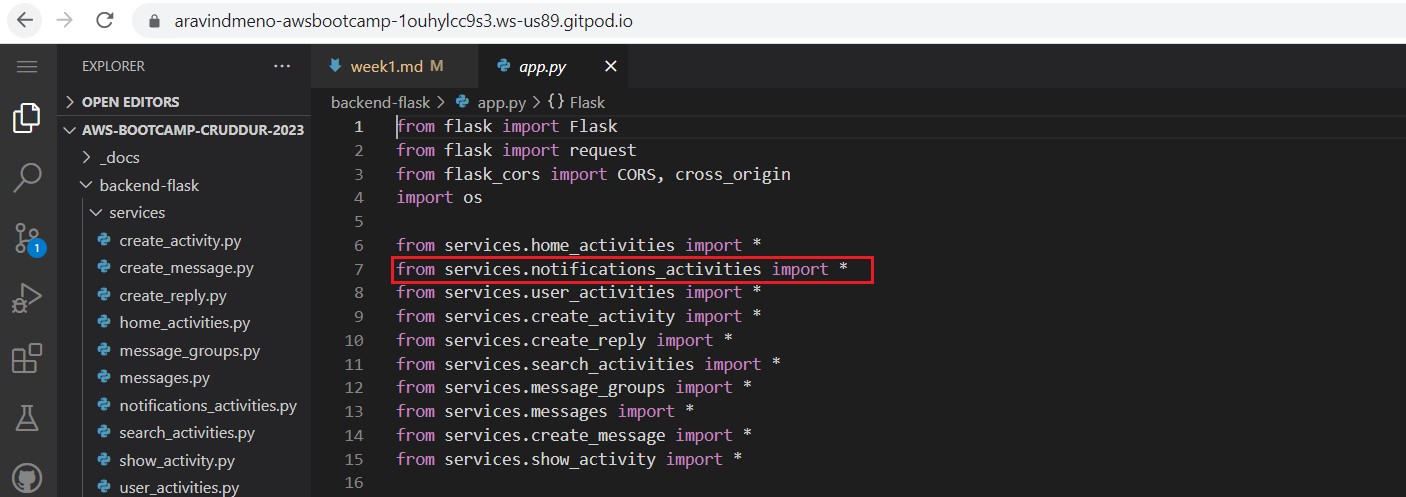 aravindmeno-awsbootcamp-1ouhylcc9s3.ws-us89.gitpod.io
EXPLORER ...
OPEN EDITORS
AWS-BOOTCAMP-CRUDDUR-2023
_docs
backend-flask
services
create_activity.py
create_message.py
create_reply.py
home_activities.py
message_groups.py
messages.py
notifications_activities.py
search_activities.py
show_activity.py
user_activities.py
1
week1.md M
app.py
backend-flask > app.py > {} Flask
1 from flask import Flask
2 from flask import request
3 from flask_cors import CORS, cross_origin
4 import os
5
6 from services.home_activities import *
7 from services.notifications_activities import *
8 from services.user_activities import *
9 from services.create_activity import *
10 from services.create_reply import *
11 from services.search_activities import *
12 from services.message_groups import *
13 from services.messages import *
14 from services.create_message import *
15 from services.show_activity import *
16